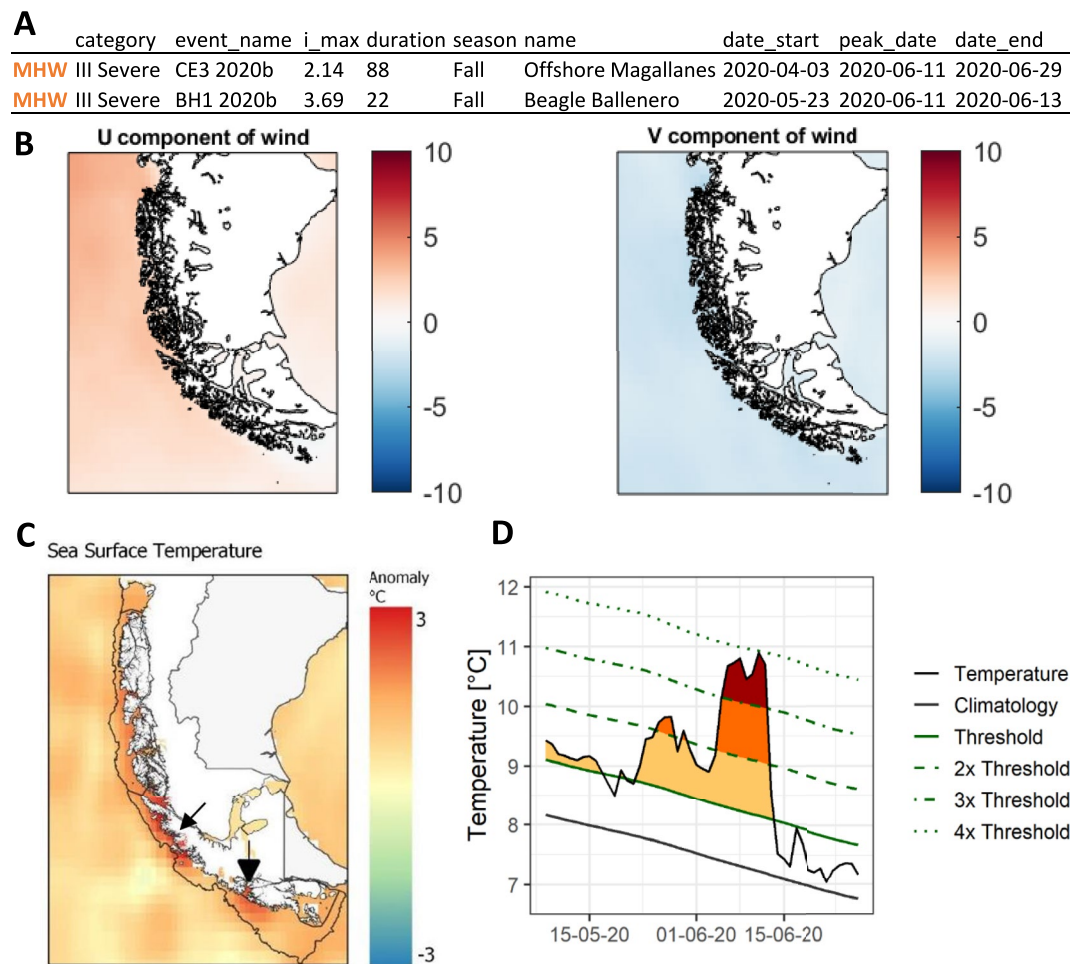 A
category event_name i_max duration season name date_start peak_date date_end
MHW III Severe CE3 2020b 2.14 88 Fall Offshore Magallanes 2020-04-03 2020-06-11 2020-06-29
MHW III Severe BH1 2020b 3.69 22 Fall Beagle Ballenero 2020-05-23 2020-06-11 2020-06-13
B
U component of wind
10
5
0
-5
-10
V component of wind
10
5
0
-5
-10
C
Sea Surface Temperature
Anomaly
°C
3
-3
D
Temperature [°C]
12
11
10
9
8
7
15-05-20 01-06-20 15-06-20
Temperature
Climatology
Threshold
2x Threshold
3x Threshold
4x Threshold